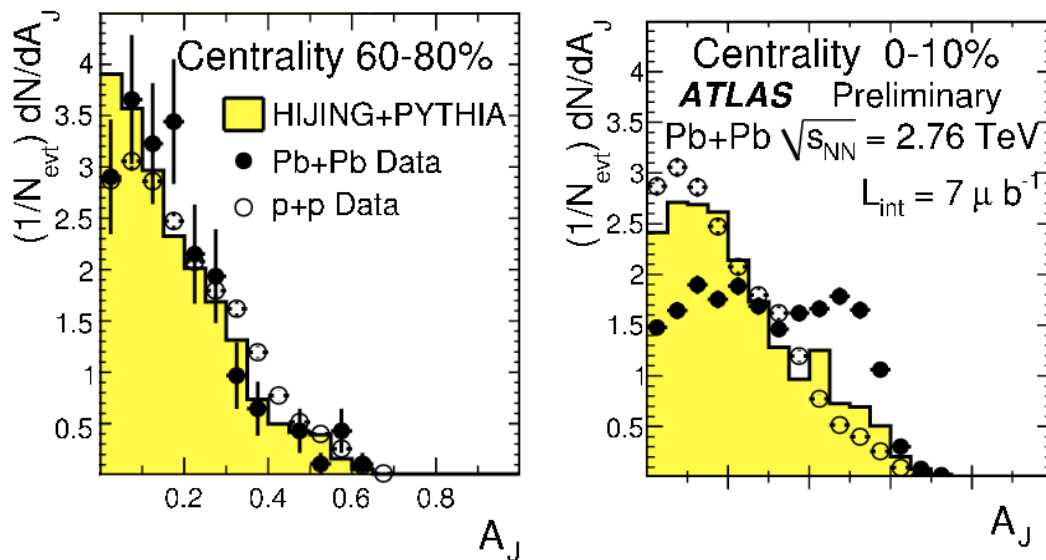 (1/N_evt) dN/dA_J
4
3.5
3
2.5
2
1.5
1
0.5
Centrality 60-80%
HIJING+PYTHIA
Pb+Pb Data
p+p Data
0.2 0.4 0.6 0.8
A_J
(1/N_evt) dN/dA_J
4
3.5
3
2.5
2
1.5
1
0.5
Centrality 0-10%
ATLAS Preliminary
Pb+Pb √s_NN = 2.76 TeV
L_int = 7 μ b⁻¹
A_J